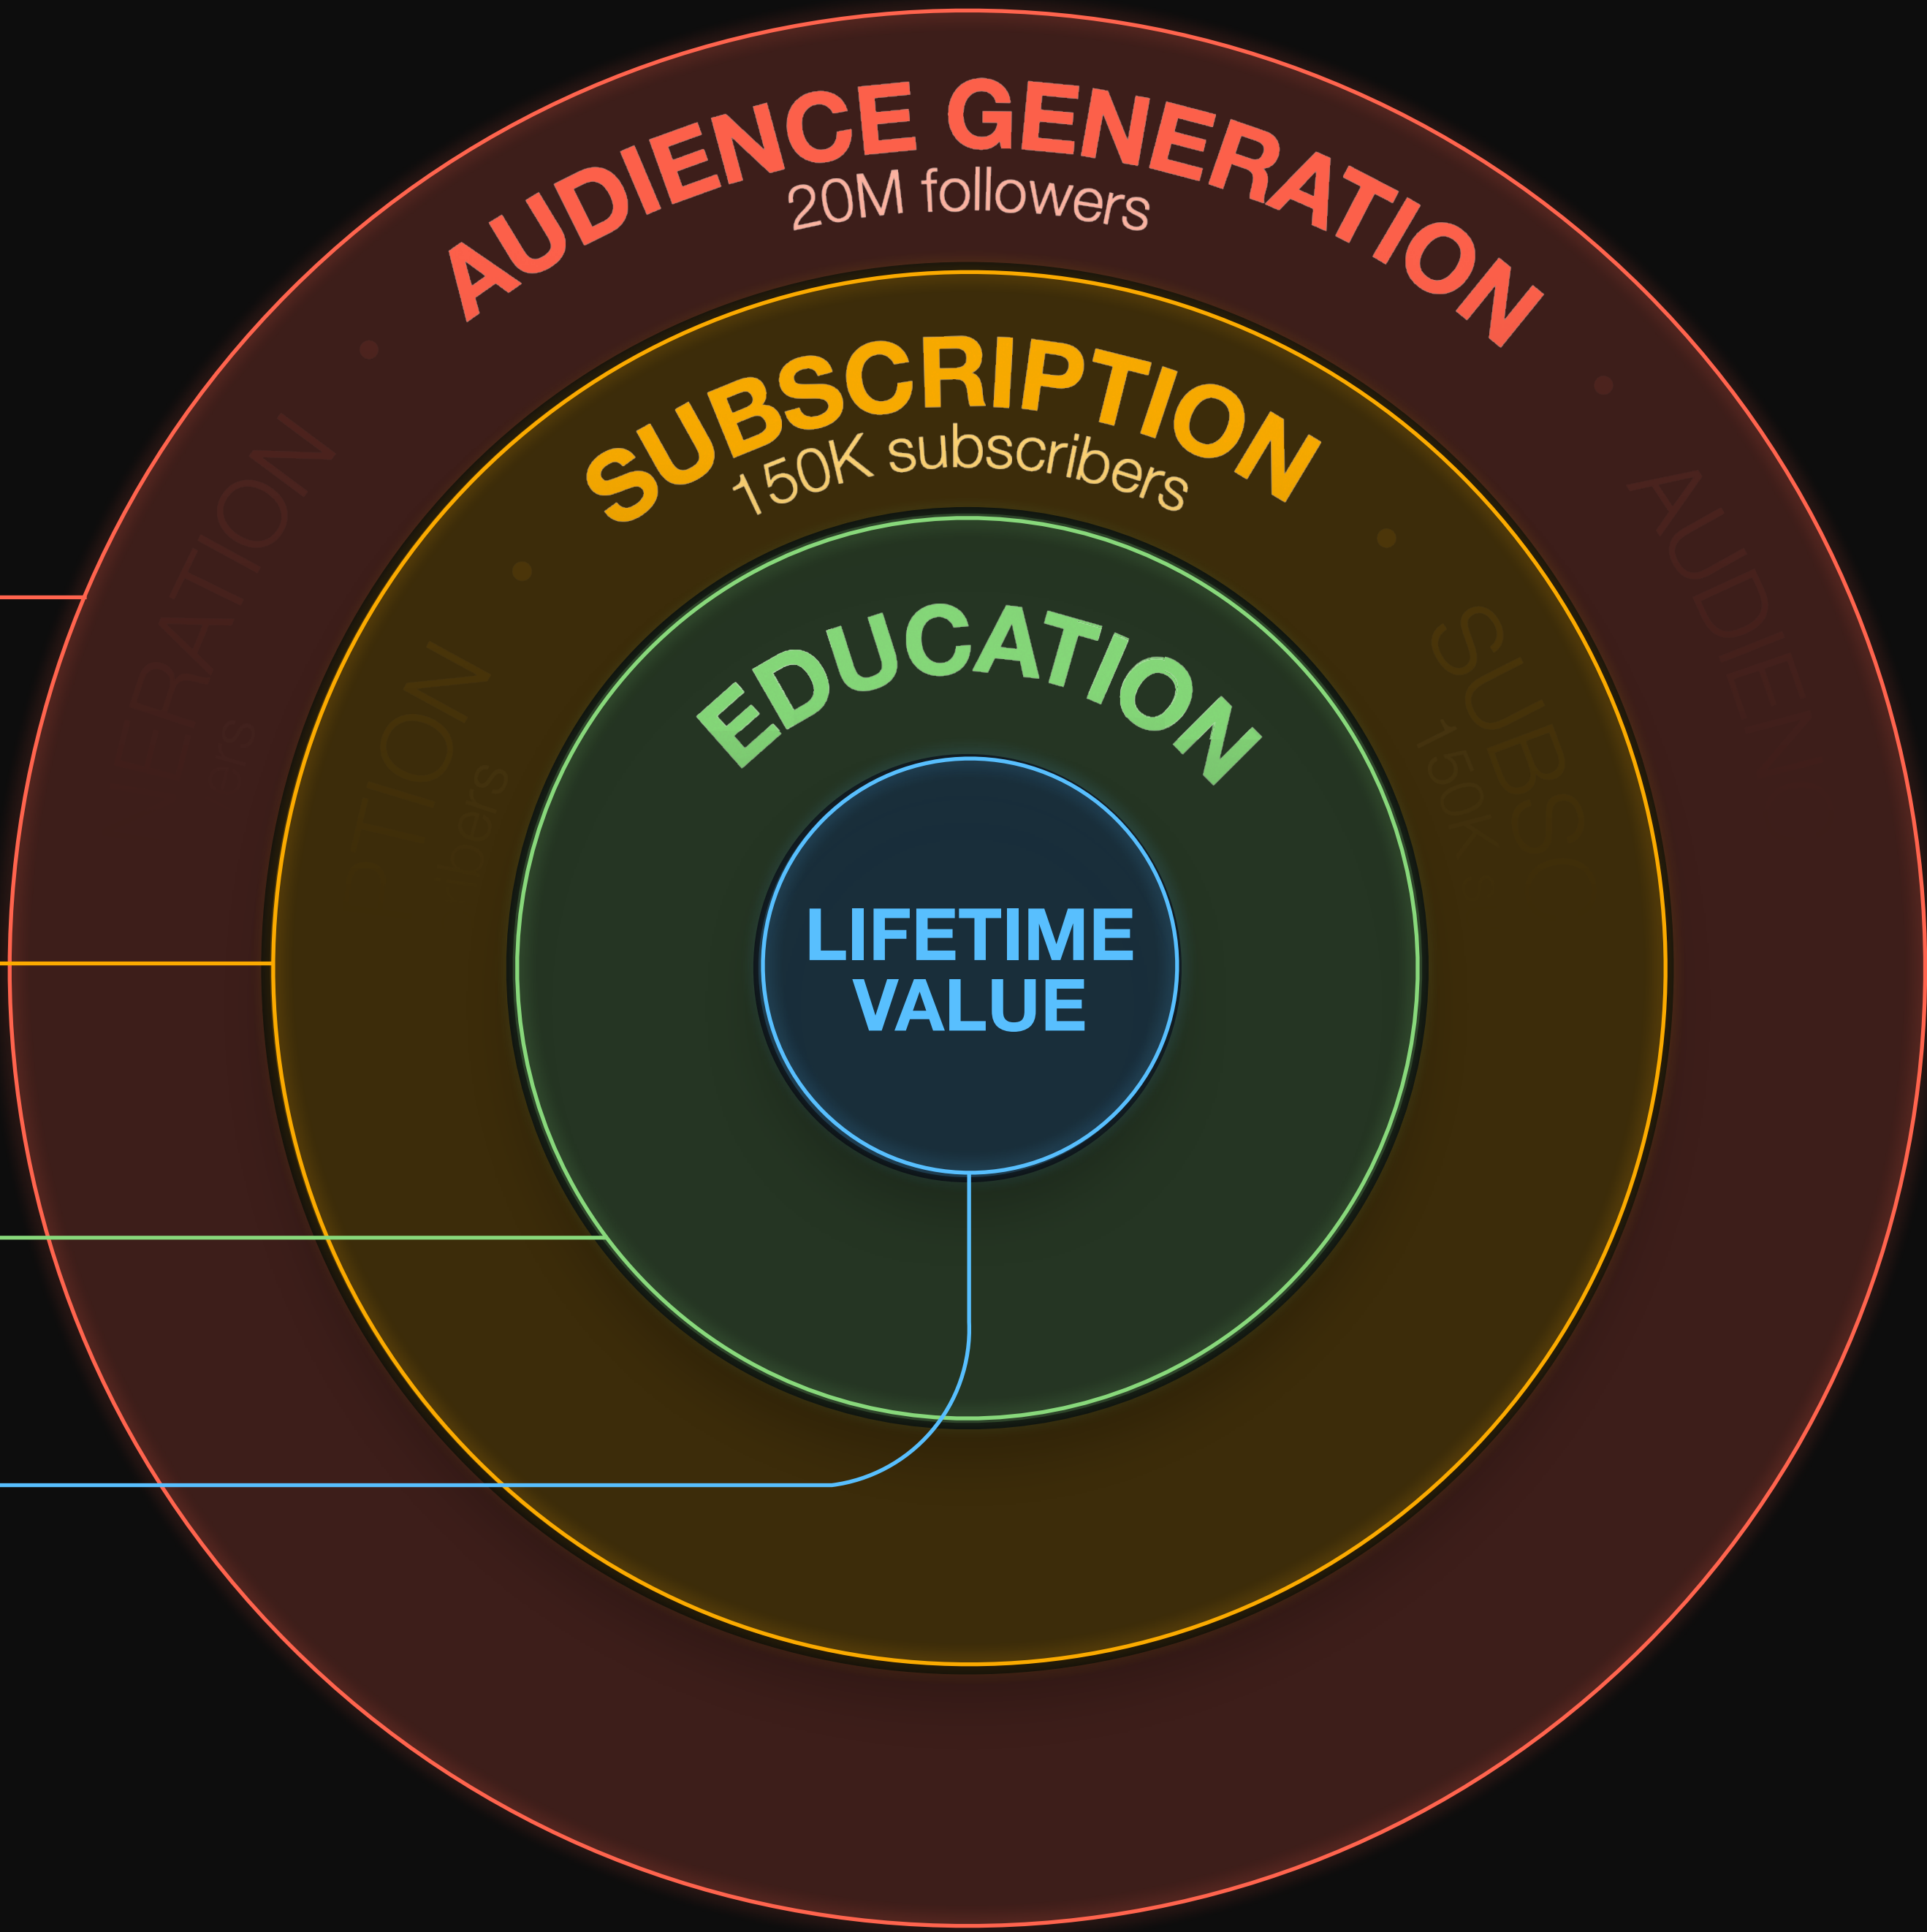 AUDIENCE GENERATION
20M followers
SUBSCRIPTION
150K subscribers
EDUCATION
LIFETIME
VALUE